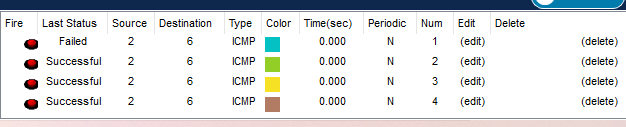 Fire Last Status Source Destination Type Color Time(sec) Periodic Num Edit Delete
Failed 2 6 ICMP 0.000 N 1 (edit) (delete)
Successful 2 6 ICMP 0.000 N 2 (edit) (delete)
Successful 2 6 ICMP 0.000 N 3 (edit) (delete)
Successful 2 6 ICMP 0.000 N 4 (edit) (delete)